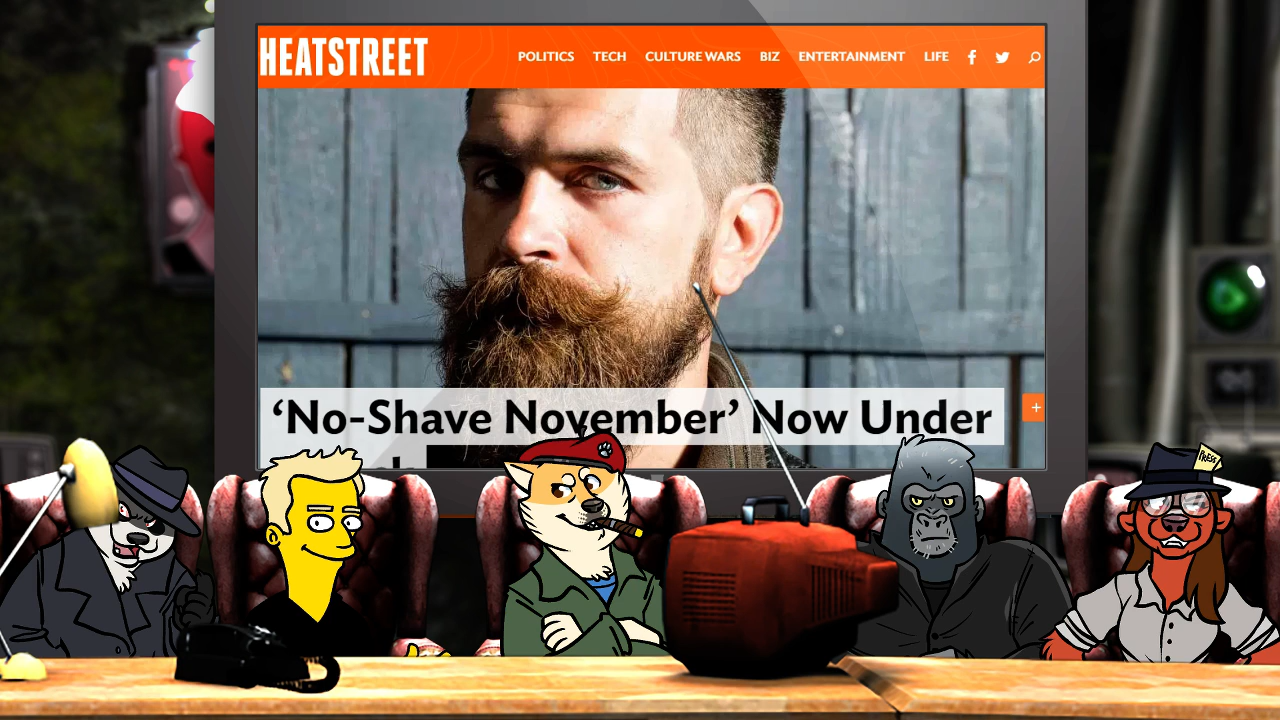 HEATSTREET
POLITICS TECH CULTURE WARS BIZ ENTERTAINMENT LIFE
‘No-Shave November’ Now Under
PRESS